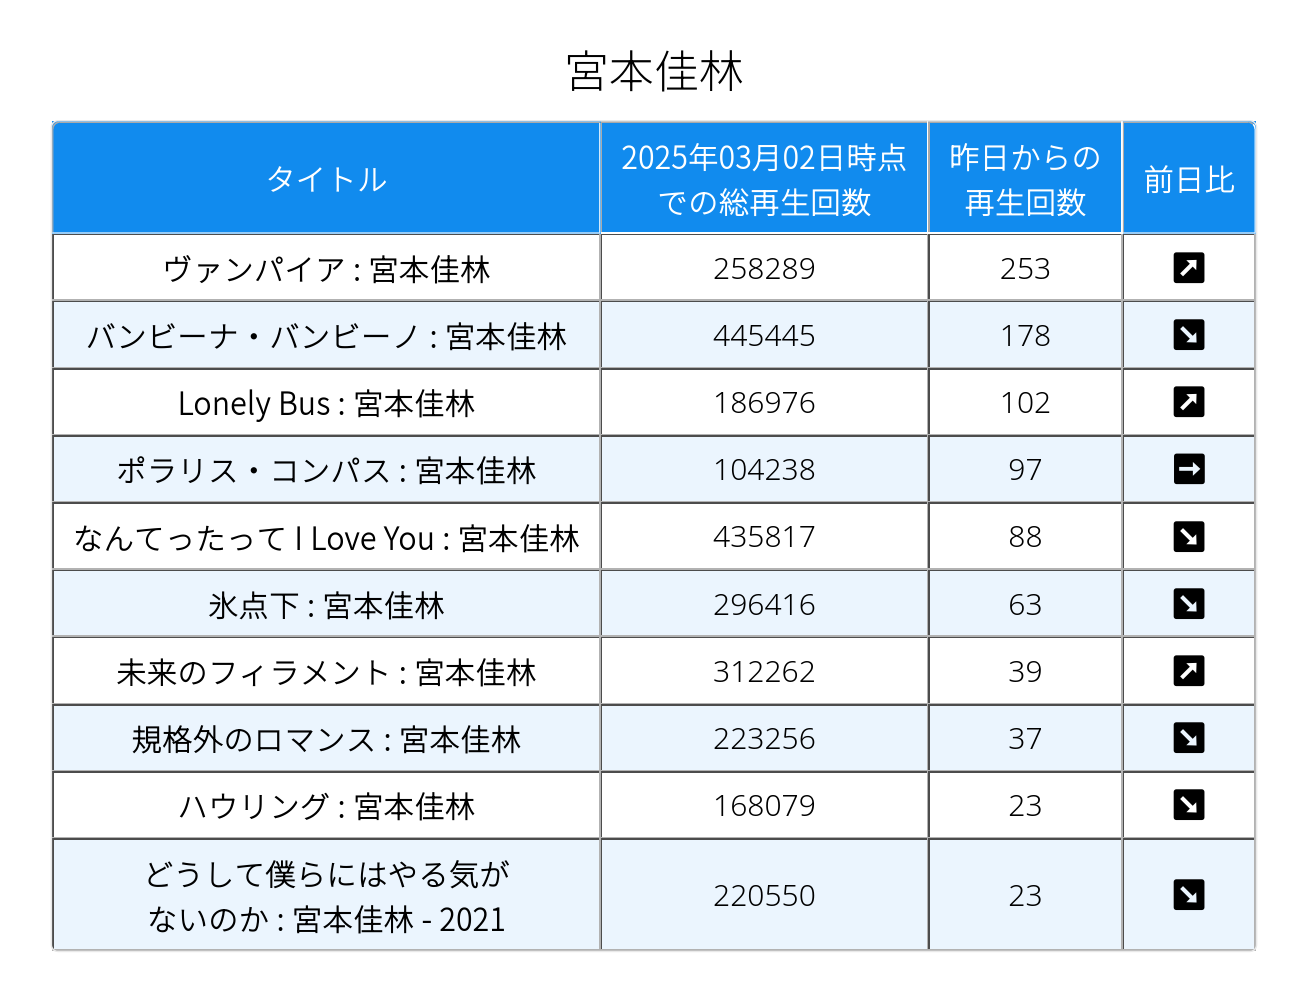 宮本佳林
タイトル
2025年03月02日時点
での総再生回数
昨日からの
再生回数
前日比
ヴァンパイア : 宮本佳林
258289
253
バンビーナ・バンビーノ : 宮本佳林
445445
178
Lonely Bus : 宮本佳林
186976
102
ポラリス・コンパス : 宮本佳林
104238
97
なんてったって I Love You : 宮本佳林
435817
88
氷点下 : 宮本佳林
296416
63
未来のフィラメント : 宮本佳林
312262
39
規格外のロマンス : 宮本佳林
223256
37
ハウリング : 宮本佳林
168079
23
どうして僕らにはやる気が
ないのか : 宮本佳林 - 2021
220550
23